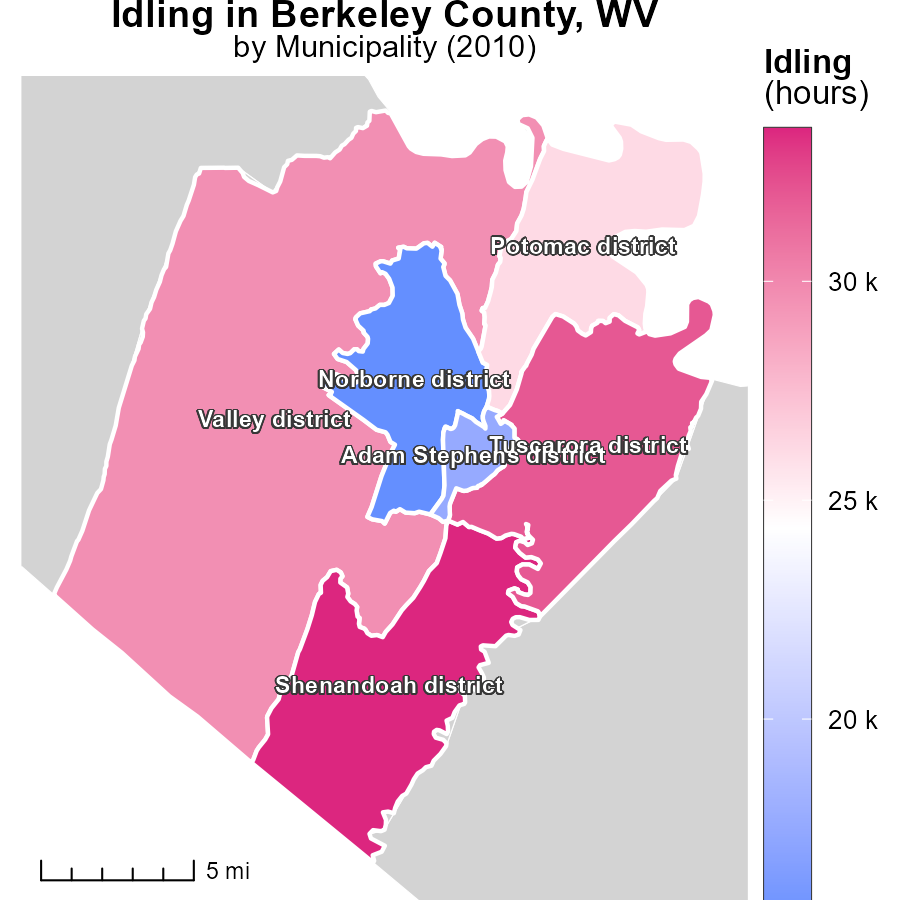 Idling in Berkeley County, WV
by Municipality (2010)
Idling
(hours)
30 k
25 k
20 k
Potomac district
Norborne district
Valley district
Tuscarora district
Adam Stephens district
Shenandoah district
5 mi